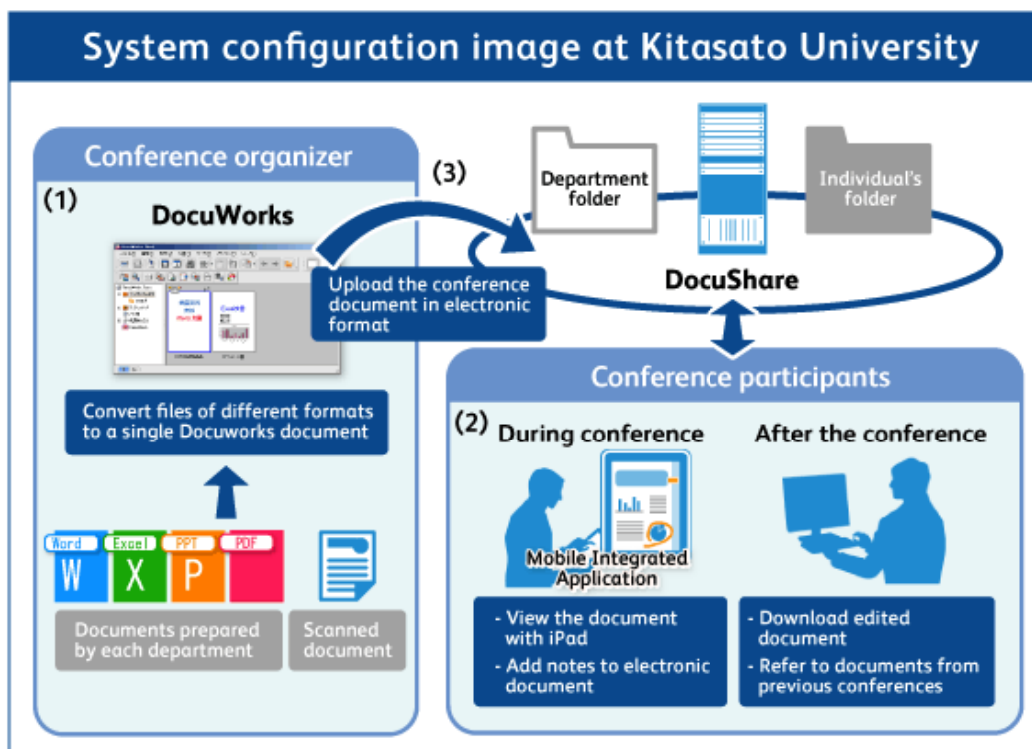 System configuration image at Kitasato University
Conference organizer
(1)
DocuWorks
Convert files of different formats
to a single Docuworks document
Word
Excel
PPT
PDF
W
X
P
Documents prepared
by each department
Scanned
document
(3)
Upload the conference
document in electronic
format
Department
folder
Individual's
folder
DocuShare
Conference participants
(2)
During conference
Mobile Integrated
Application
- View the document
with iPad
- Add notes to electronic
document
After the conference
- Download edited
document
- Refer to documents from
previous conferences